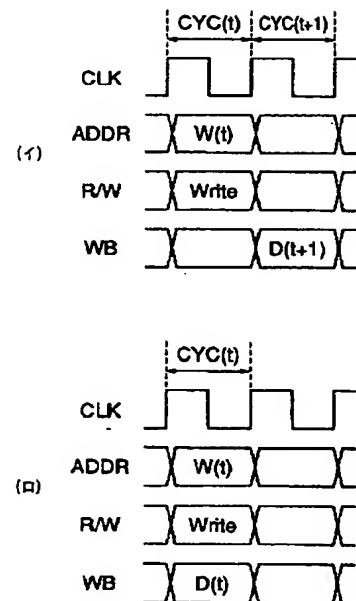 CYC(t) CYC(t+1)
CLK
ADDR W(t)
(イ)
R/W Write
WB D(t+1)
CYC(t)
CLK
ADDR W(t)
(ロ)
R/W Write
WB D(t)